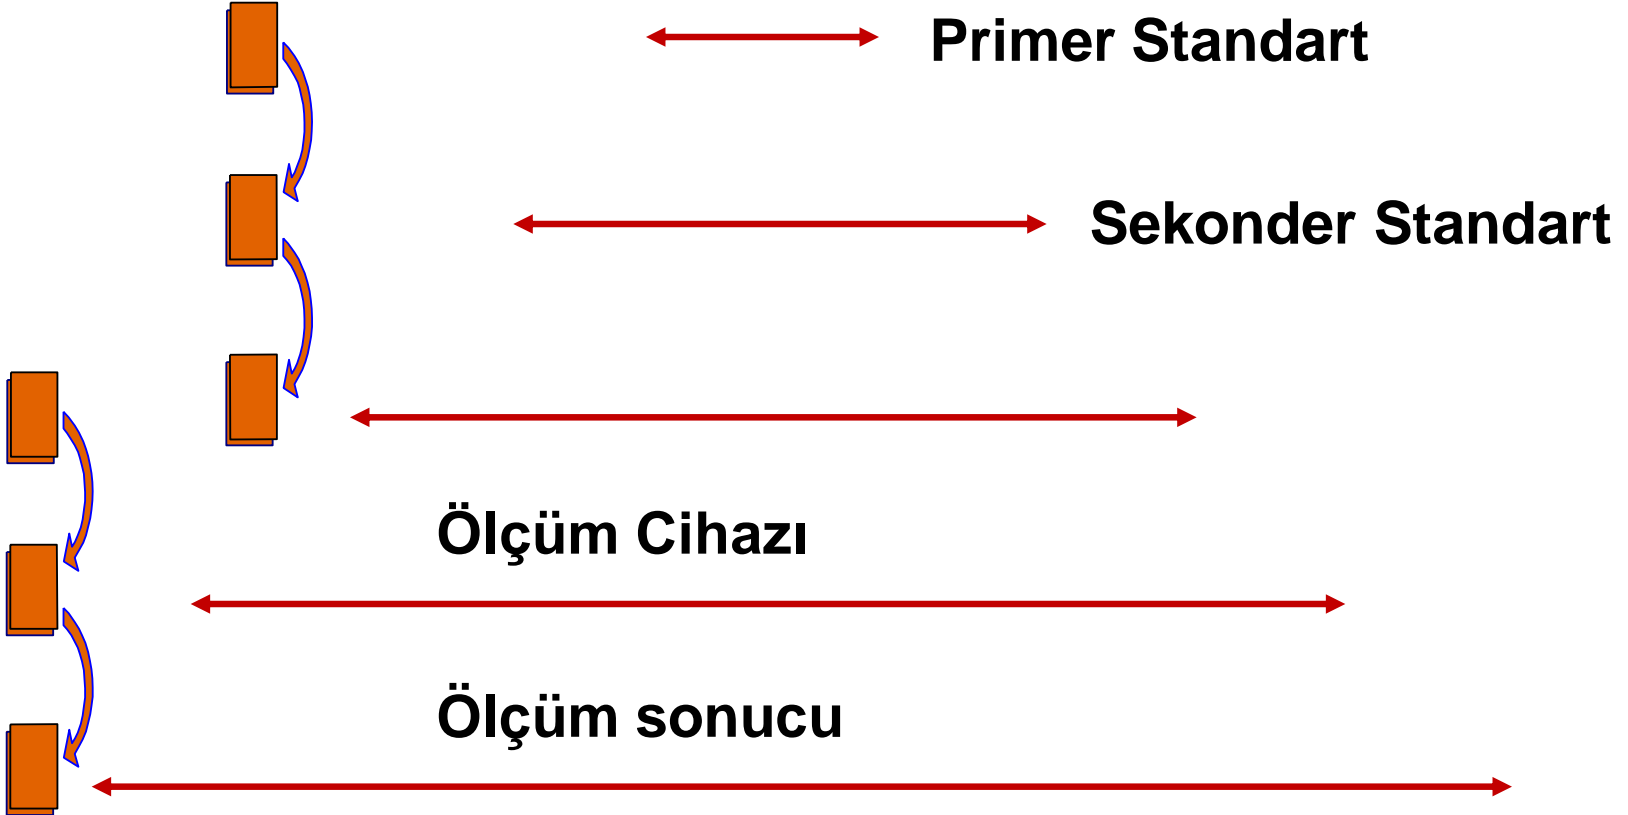 Primer Standart
Sekonder Standart
Ölçüm Cihazı
Ölçüm sonucu